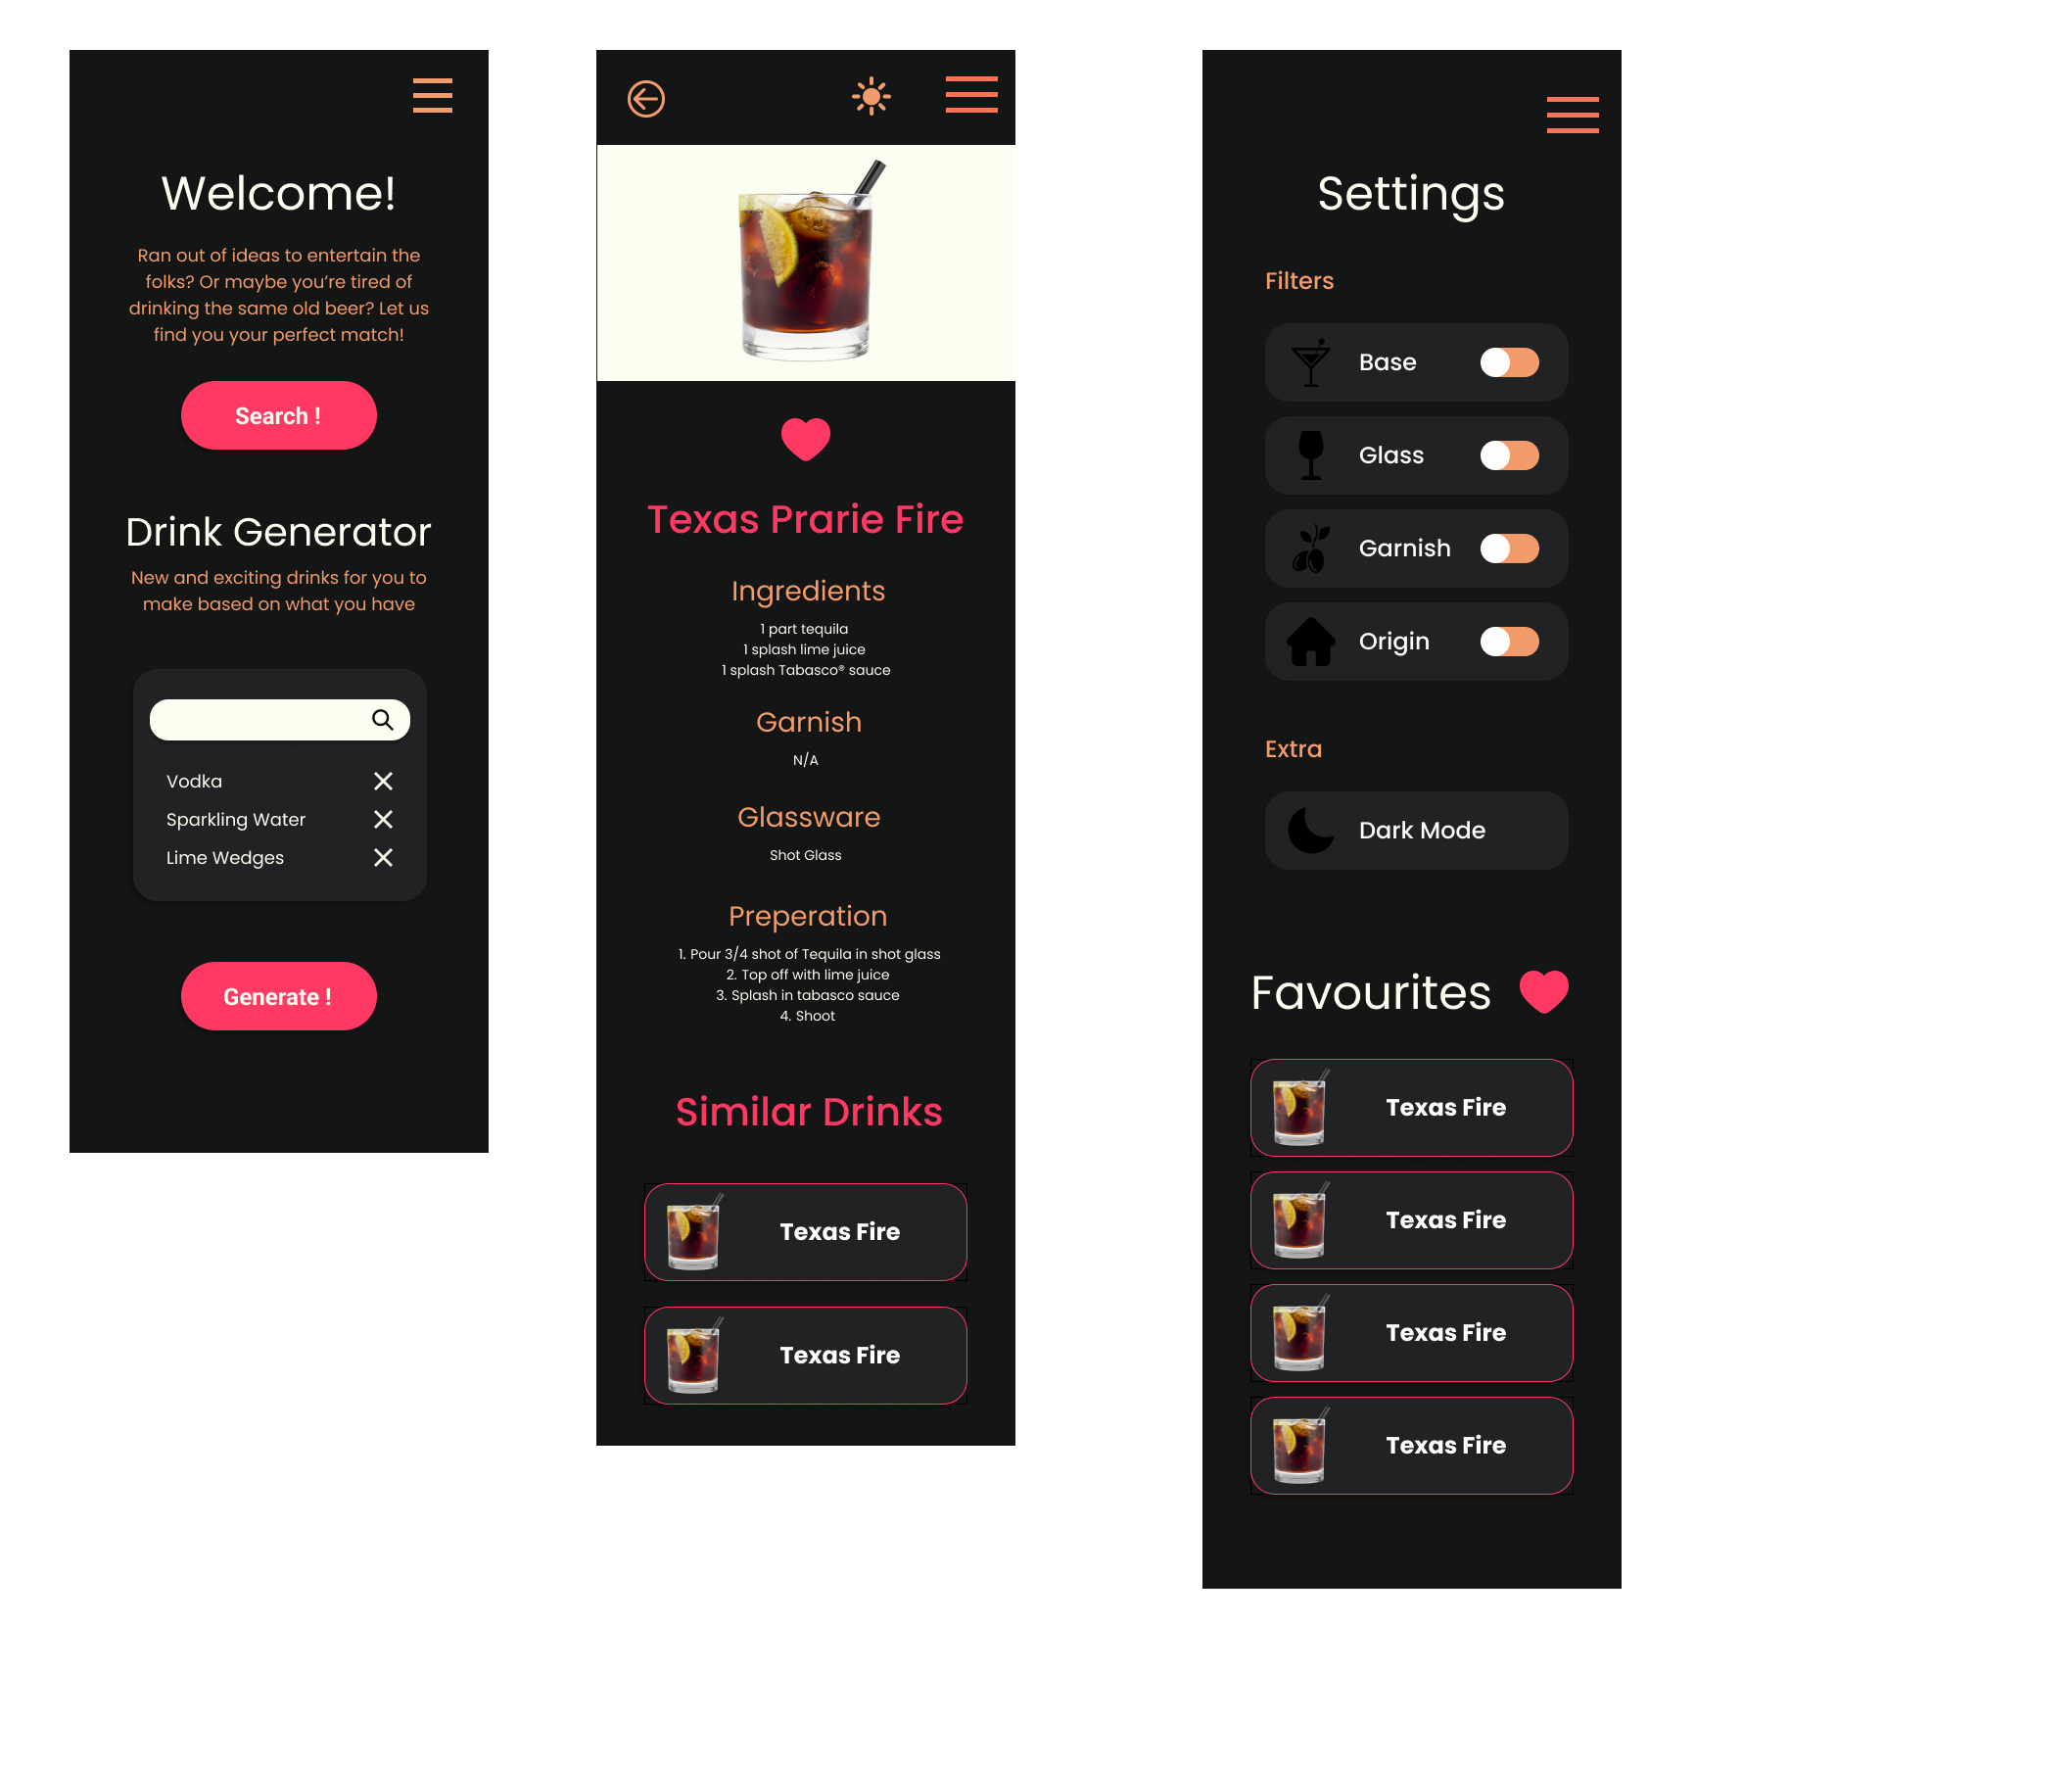 Welcome!
Ran out of ideas to entertain the
folks? Or maybe you’re tired of
drinking the same old beer? Let us
find you your perfect match!
Search !
Drink Generator
New and exciting drinks for you to
make based on what you have
Vodka
Sparkling Water
Lime Wedges
Generate !
Texas Prarie Fire
Ingredients
1 part tequila
1 splash lime juice
1 splash Tabasco® sauce
Garnish
N/A
Glassware
Shot Glass
Preperation
1. Pour 3/4 shot of Tequila in shot glass
2. Top off with lime juice
3. Splash in tabasco sauce
4. Shoot
Similar Drinks
Texas Fire
Texas Fire
Settings
Filters
Base
Glass
Garnish
Origin
Extra
Dark Mode
Favourites
Texas Fire
Texas Fire
Texas Fire
Texas Fire